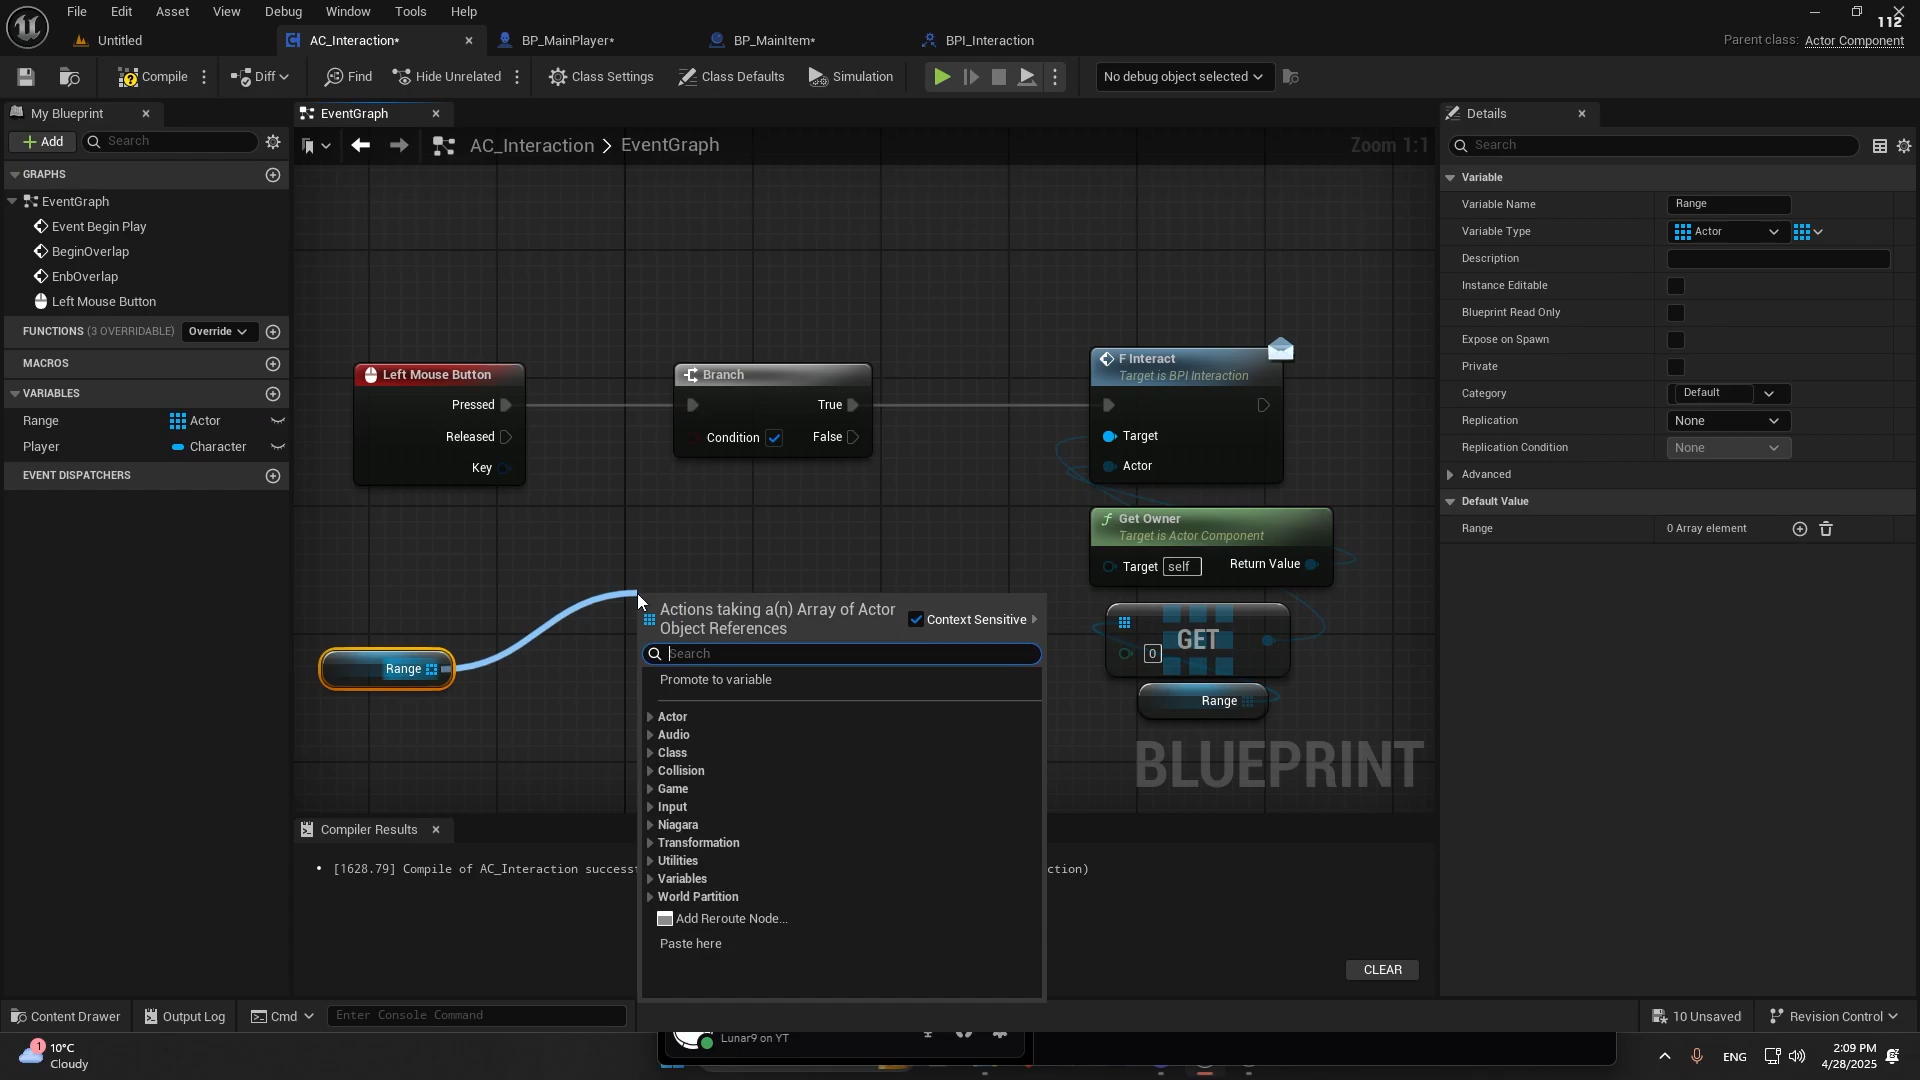 File Edit Asset View Debug Window Tools Help
112
Untitled
AC_Interaction*
BP_MainPlayer*
BP_MainItem*
BPI_Interaction
Parent class: Actor Component
Compile
Diff
Find
Hide Unrelated
Class Settings
Class Defaults
Simulation
No debug object selected
My Blueprint
Add
Search
GRAPHS
EventGraph
Event Begin Play
BeginOverlap
EnbOverlap
Left Mouse Button
FUNCTIONS (3 OVERRIDABLE) Override
MACROS
VARIABLES
Range Actor
Player Character
EVENT DISPATCHERS
EventGraph
AC_Interaction > EventGraph
Zoom 1:1
Left Mouse Button
Pressed
Released
Key
Branch
True
Condition False
F Interact
Target is BPI Interaction
Target
Actor
Get Owner
Target is Actor Component
Target self Return Value
GET
0
Range
Range
BLUEPRINT
Actions taking a(n) Array of Actor
Object References
Context Sensitive
Search
Promote to variable
Actor
Audio
Class
Collision
Game
Input
Niagara
Transformation
Utilities
Variables
World Partition
Add Reroute Node...
Paste here
Compiler Results
[1628.79] Compile of AC_Interaction success
ction)
CLEAR
Details
Search
Variable
Variable Name Range
Variable Type Actor
Description
Instance Editable
Blueprint Read Only
Expose on Spawn
Private
Category Default
Replication None
Replication Condition None
Advanced
Default Value
Range 0 Array element
Content Drawer
Output Log
Cmd
Enter Console Command
10 Unsaved
Revision Control
Lunar9 on YT
1
10°C
Cloudy
ENG
2:09 PM
4/28/2025